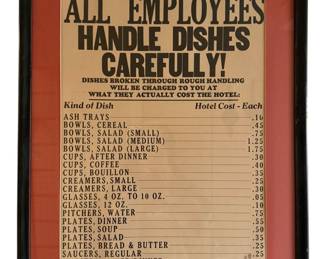 ALL EMPLOYEES
HANDLE DISHES
CAREFULLY!
DISHES BROKEN THROUGH ROUGH HANDLING
WILL BE CHARGED TO YOU AT
WHAT THEY ACTUALLY COST THE HOTEL:
Kind of Dish Hotel Cost - Each
ASH TRAYS .10
BOWLS, CEREAL .45
BOWLS, SALAD (SMALL) .75
BOWLS, SALAD (MEDIUM) 1.25
BOWLS, SALAD (LARGE) 1.75
CUPS, AFTER DINNER .30
CUPS, COFFEE .40
CUPS, BOUILLON .35
CREAMERS, SMALL .25
CREAMERS, LARGE .30
GLASSES, 4 OZ. TO 10 OZ. .05
GLASSES, 12 OZ. .10
PITCHERS, WATER .75
PLATES, DINNER .55
PLATES, SOUP .50
PLATES, SALAD .35
PLATES, BREAD & BUTTER .25
SAUCERS, REGULAR .25